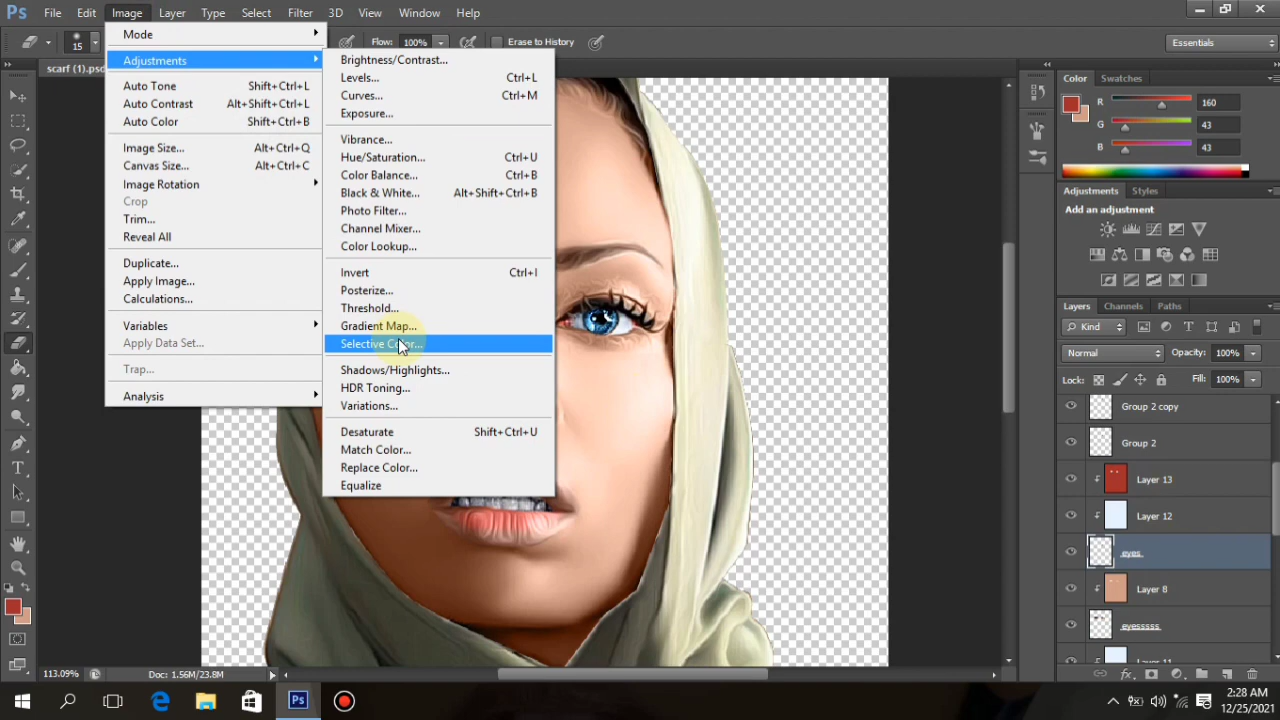 Ps File Edit Image Layer Type Select Filter 3D View Window Help
15 Flow: 100% Erase to History Essentials
scarf (1).psd
Mode
Adjustments
Auto Tone Shift+Ctrl+L
Auto Contrast Alt+Shift+Ctrl+L
Auto Color Shift+Ctrl+B
Image Size... Alt+Ctrl+Q
Canvas Size... Alt+Ctrl+C
Image Rotation
Crop
Trim...
Reveal All
Duplicate...
Apply Image...
Calculations...
Variables
Apply Data Set...
Trap...
Analysis
Brightness/Contrast...
Levels... Ctrl+L
Curves... Ctrl+M
Exposure...
Vibrance...
Hue/Saturation... Ctrl+U
Color Balance... Ctrl+B
Black & White... Alt+Shift+Ctrl+B
Photo Filter...
Channel Mixer...
Color Lookup...
Invert Ctrl+I
Posterize...
Threshold...
Gradient Map...
Selective Color...
Shadows/Highlights...
HDR Toning...
Variations...
Desaturate Shift+Ctrl+U
Match Color...
Replace Color...
Equalize
Color Swatches
R 160
G 43
B 43
Adjustments Styles
Add an adjustment
Layers Channels Paths
Kind
Normal Opacity: 100%
Lock: Fill: 100%
Group 2 copy
Group 2
Layer 13
Layer 12
eyes
Layer 8
eyesssss
Layer 11
113.09% Doc: 1.56M/23.8M
Ps
2:28 AM
12/25/2021